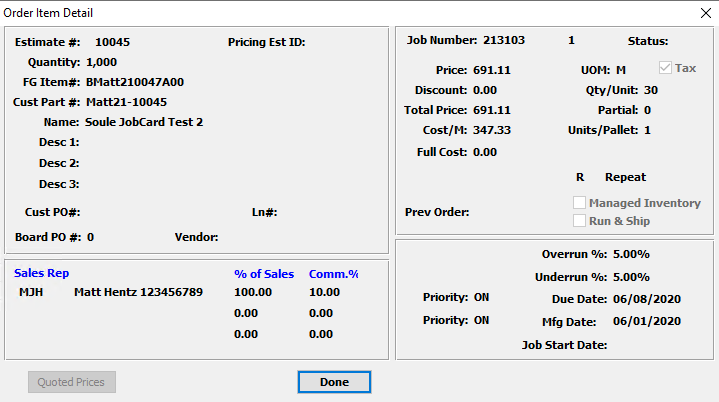 Order Item Detail
Estimate #: 10045 Pricing Est ID:
Quantity: 1,000
FG Item#: BMatt210047A00
Cust Part #: Matt21-10045
Name: Soule JobCard Test 2
Desc 1:
Desc 2:
Desc 3:
Cust PO#: Ln#:
Board PO #: 0 Vendor:
Job Number: 213103 1 Status:
Price: 691.11 UOM: M Tax
Discount: 0.00 Qty/Unit: 30
Total Price: 691.11 Partial: 0
Cost/M: 347.33 Units/Pallet: 1
Full Cost: 0.00
R Repeat
Managed Inventory
Prev Order:
Run & Ship
Sales Rep % of Sales Comm.%
MJH Matt Hentz 123456789 100.00 10.00
0.00 0.00
0.00 0.00
Overrun %: 5.00%
Underrun %: 5.00%
Priority: ON Due Date: 06/08/2020
Priority: ON Mfg Date: 06/01/2020
Job Start Date:
Quoted Prices Done